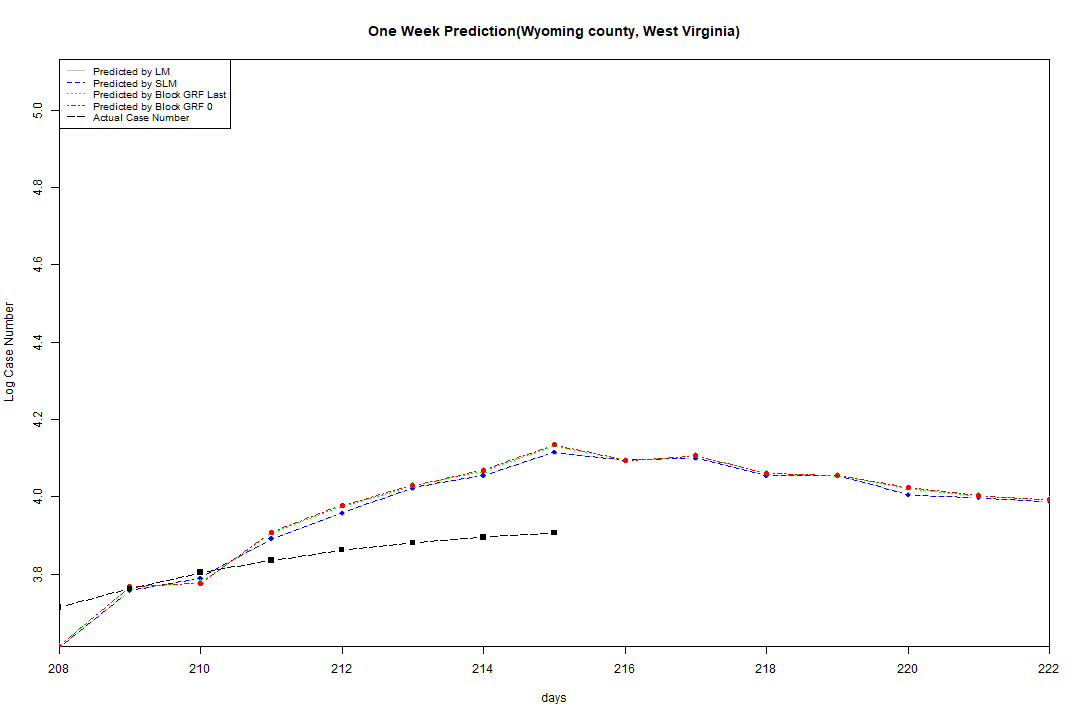 One Week Prediction(Wyoming county, West Virginia)
Predicted by LM
Predicted by SLM
Predicted by Block GRF Last
Predicted by Block GRF 0
Actual Case Number
Log Case Number
5.0
4.8
4.6
4.4
4.2
4.0
3.8
208 210 212 214 216 218 220 222
days